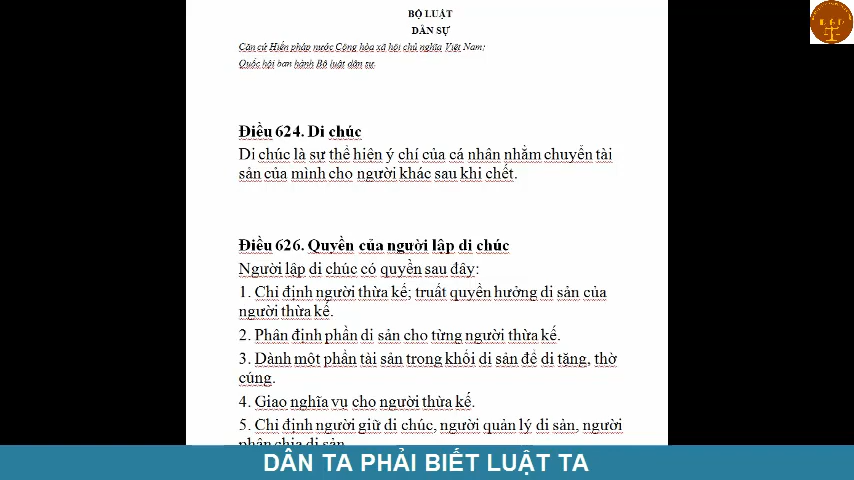 BỘ LUẬT
DÂN SỰ
Căn cứ Hiến pháp nước Cộng hòa xã hội chủ nghĩa Việt Nam;
Quốc hội ban hành Bộ luật dân sự.
Điều 624. Di chúc
Di chúc là sự thể hiện ý chí của cá nhân nhằm chuyển tài
sản của mình cho người khác sau khi chết.
Điều 626. Quyền của người lập di chúc
Người lập di chúc có quyền sau đây:
1. Chỉ định người thừa kế; truất quyền hưởng di sản của
người thừa kế.
2. Phân định phần di sản cho từng người thừa kế.
3. Dành một phần tài sản trong khối di sản để di tặng, thờ
cúng.
4. Giao nghĩa vụ cho người thừa kế.
5. Chỉ định người giữ di chúc, người quản lý di sản, người
phân chia di sản.
DÂN TA PHẢI BIẾT LUẬT TA